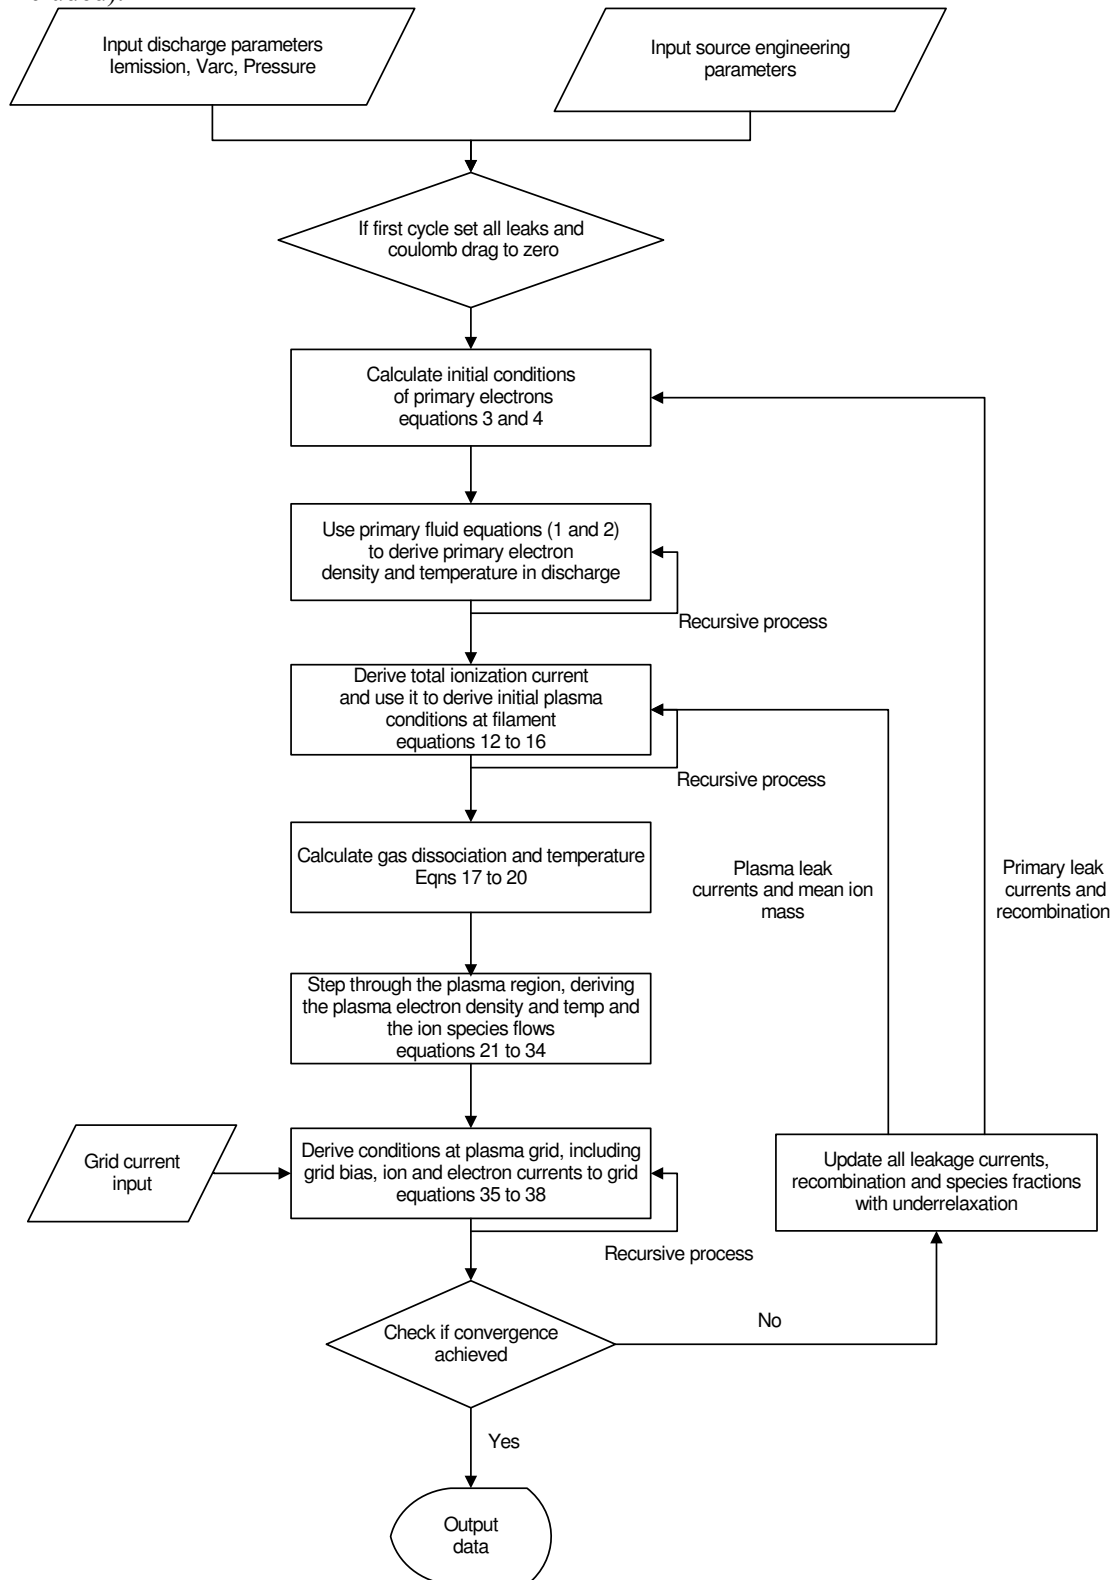 Input discharge parameters
Iemission, Varc, Pressure
Input source engineering
parameters
If first cycle set all leaks and
coulomb drag to zero
Calculate initial conditions
of primary electrons
equations 3 and 4
Use primary fluid equations (1 and 2)
to derive primary electron
density and temperature in discharge
Recursive process
Derive total ionization current
and use it to derive initial plasma
conditions at filament
equations 12 to 16
Recursive process
Calculate gas dissociation and temperature
Eqns 17 to 20
Plasma leak
currents and mean ion
mass
Primary leak
currents and
recombination
Step through the plasma region, deriving
the plasma electron density and temp and
the ion species flows
equations 21 to 34
Grid current
input
Derive conditions at plasma grid, including
grid bias, ion and electron currents to grid
equations 35 to 38
Update all leakage currents,
recombination and species fractions
with underrelaxation
Recursive process
Check if convergence
achieved
No
Yes
Output
data